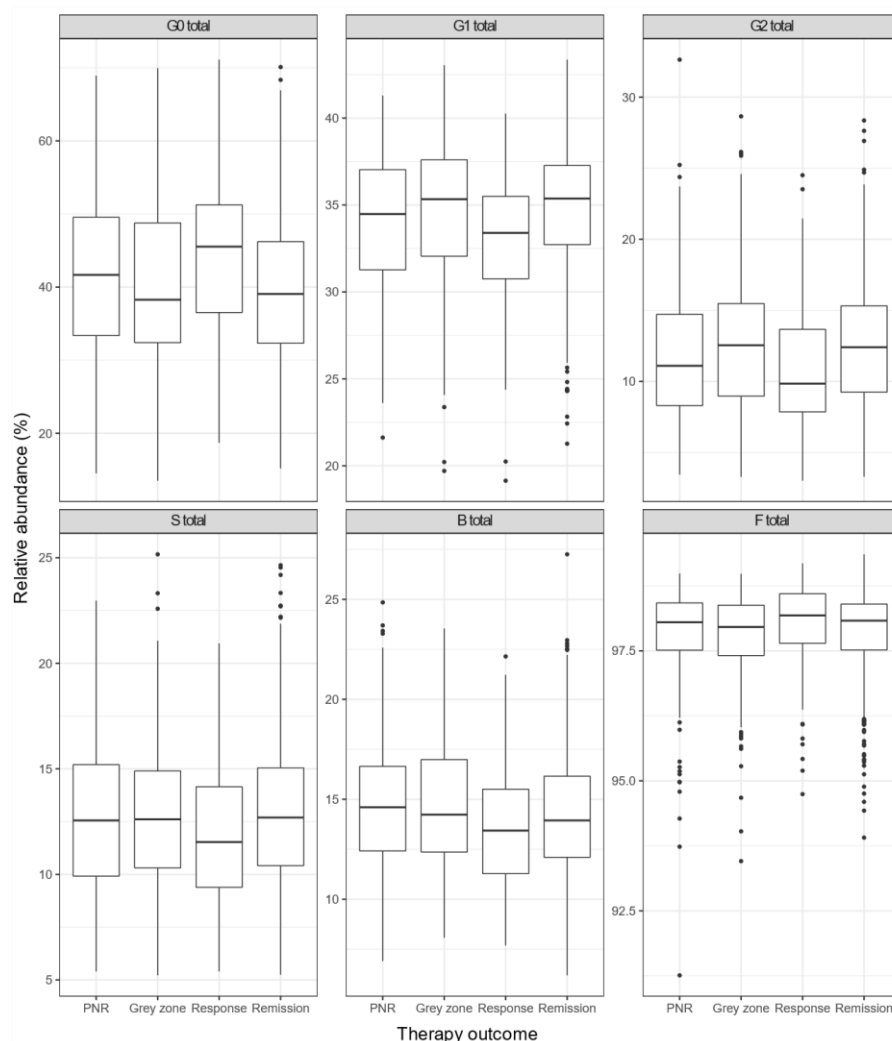 G0 total
G1 total
G2 total
60
40
20
40
35
30
25
20
30
20
10
Relative abundance (%)
S total
B total
F total
25
20
15
10
5
25
20
15
10
97.5
95.0
92.5
PNR Grey zone Response Remission
PNR Grey zone Response Remission
PNR Grey zone Response Remission
Therapy outcome